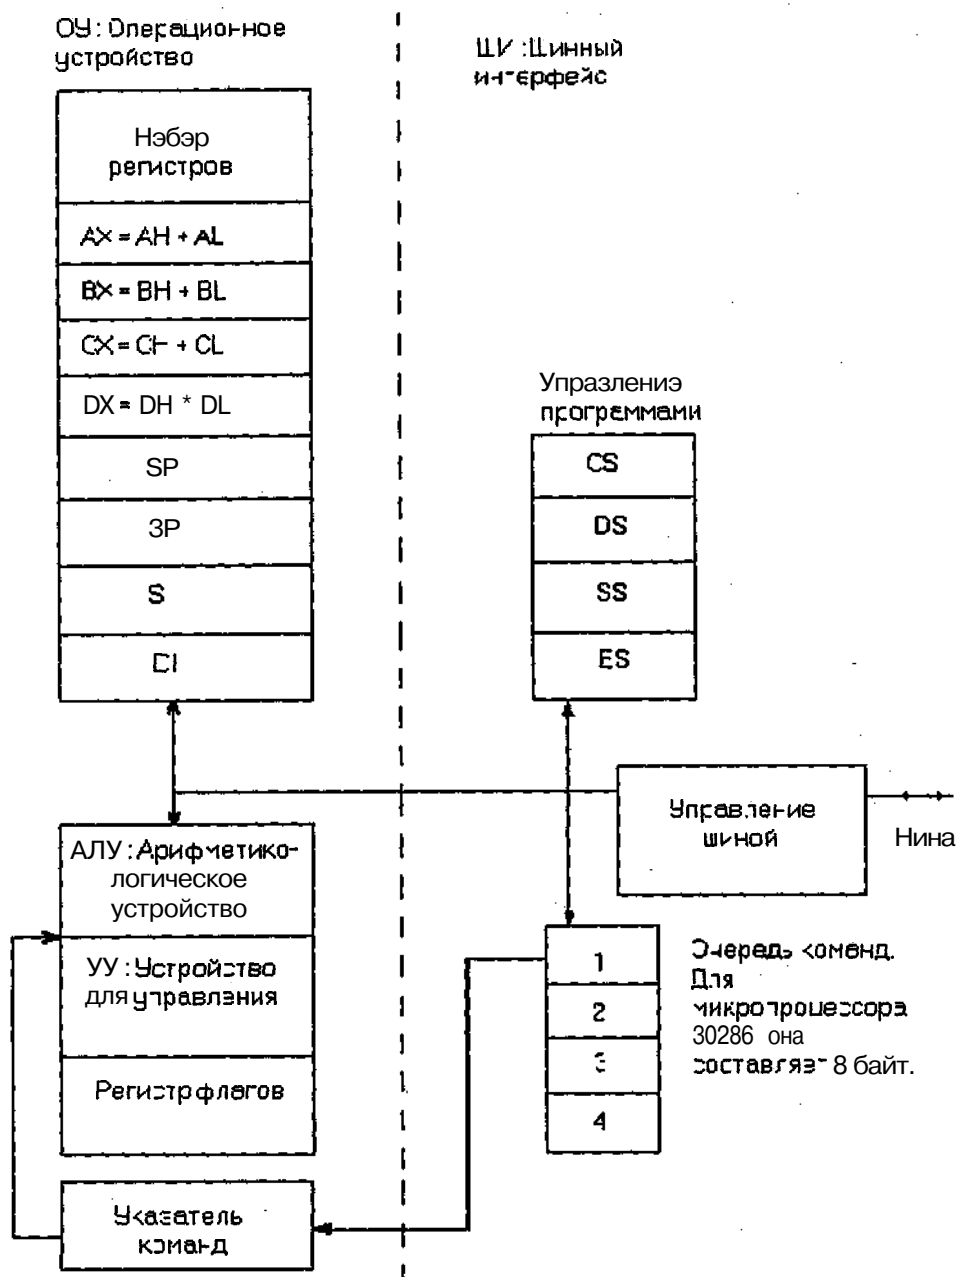 ОУ : Операционное
устройство
ШИ : Шинный
интерфейс
Нэбэр
регистров
AX = AH + AL
BX = BH + BL
CX = CH + CL
DX = DH * DL
SP
3P
S
DI
Упразлениэ
программами
CS
DS
SS
ES
Управление
шиной
Нина
АЛУ : Арифметико-
логическое
устройство
УУ : Устройство
для управления
Регистр флагов
1
2
3
4
Очередь команд.
Для
микропроцессора
30286 она
составляет 8 байт.
Указатель
команд